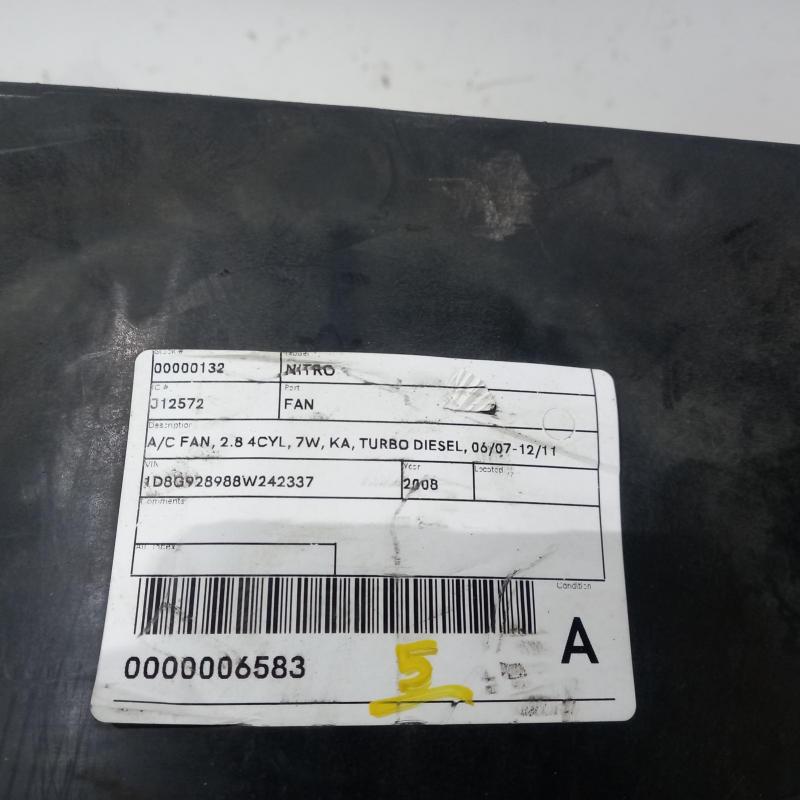 Stock #
Model
00000132 NITRO
IC #
Part
J12572 FAN
Description
A/C FAN, 2.8 4CYL, 7W, KA, TURBO DIESEL, 06/07-12/11
VIN Year Located
1D8G928988W242337 2008
Comments
Condition
A
0000006583
5